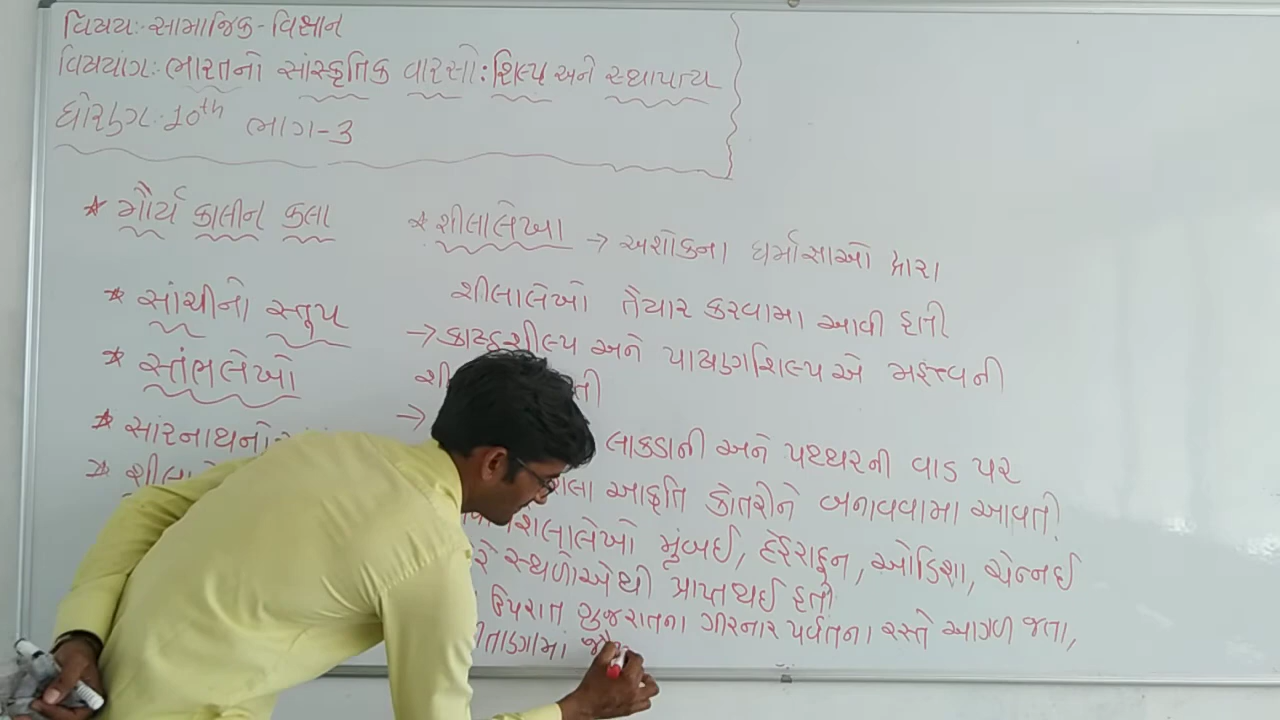 વિષયઃ- સામાજિક - વિજ્ઞાન
વિષયાંગઃ- ભારતનો સાંસ્કૃતિક વારસોઃ શિલ્પ અને સ્થાપત્ય
ધોરણઃ 10th ભાગ-3
* મૌર્ય કાલીન કલા
* સાંચીનો સ્તૂપ
* સ્તંભલેખો
* સારનાથનો
* શીલા
* શીલાલેખા → અશોકના ધર્માસાઓ દ્વારા
શીલાલેખો તૈયાર કરવામા આવી હતી
→ કાષ્ઠશીલ્પ અને પાષાણશિલ્પ એ મહત્ત્વની
શી તી
→ લાકડાની અને પથ્થરની વાડ પર
આકૃતિ કોતરીને બનાવવામા આવતી
શિલાલેખો મુંબઈ, દહેરાદુન, ઓડિશા, ચેન્નઈ
સ્થળોએથી પ્રાપ્ત થઈ હતી
ઉપરાત ગુજરાતના ગીરનાર પર્વતના રસ્તે આગળ જતા,